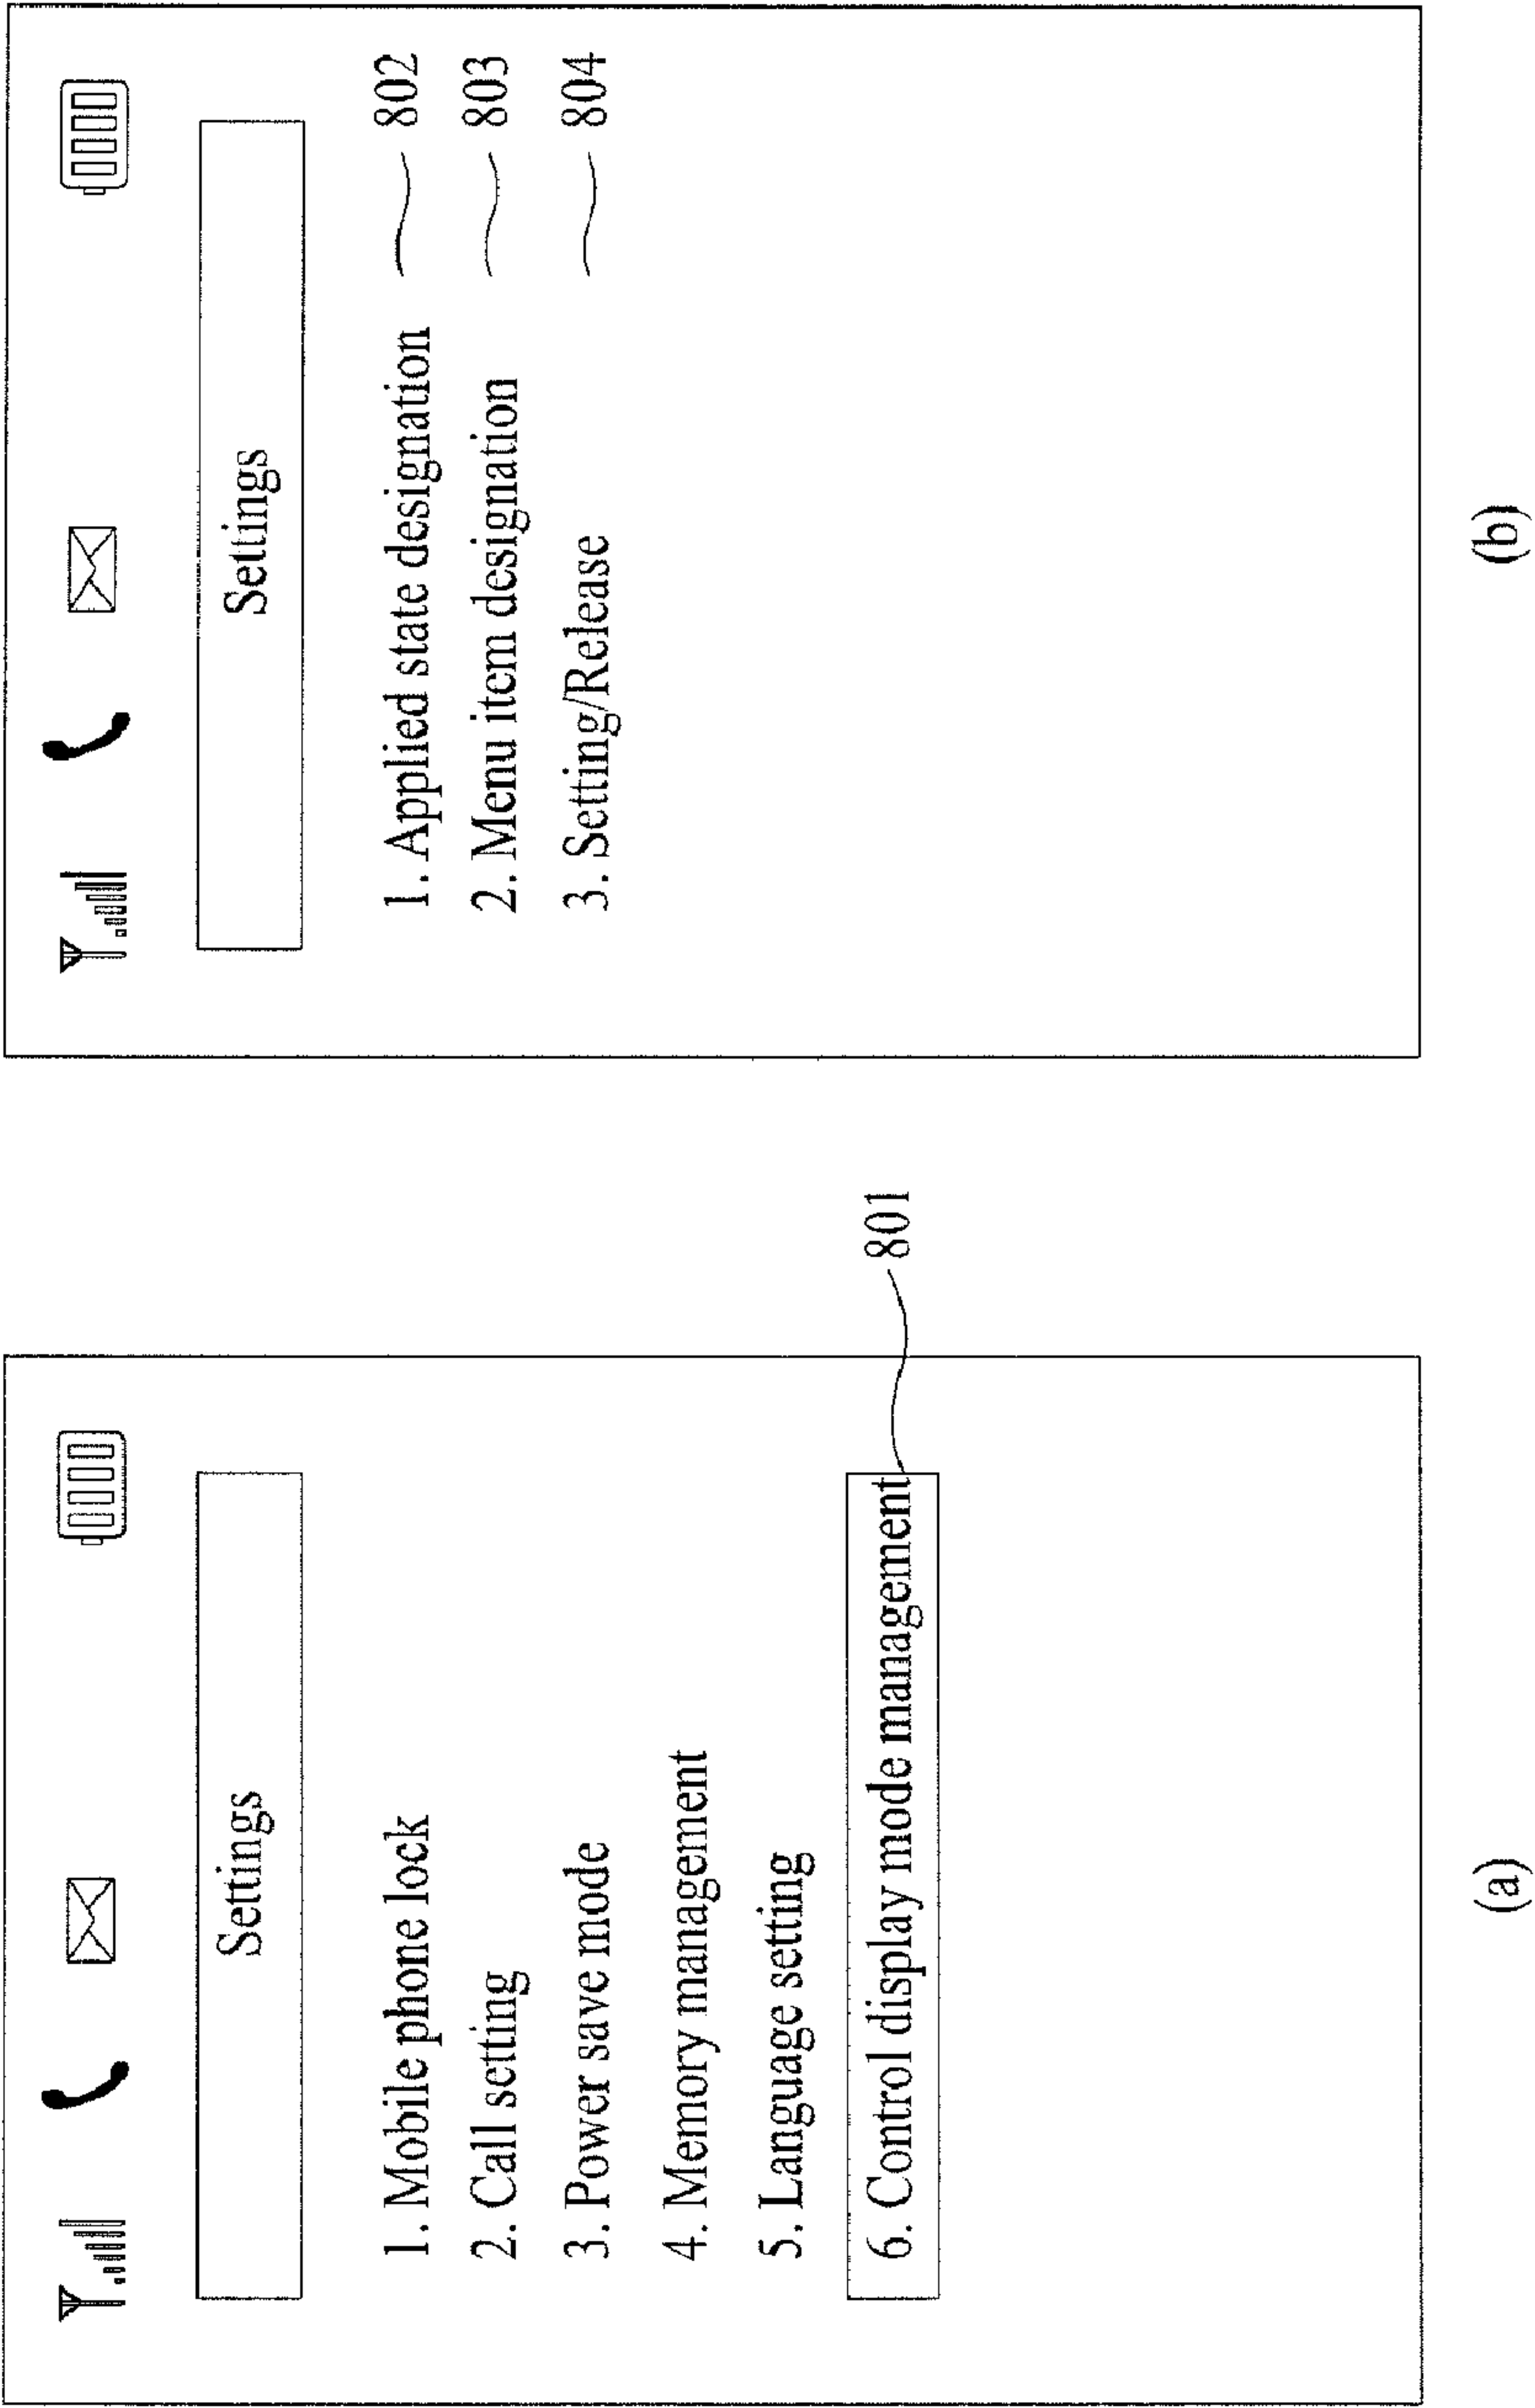 Settings
1. Mobile phone lock
2. Call setting
3. Power save mode
4. Memory management
5. Language setting
6. Control display mode management
801
(a)
Settings
1. Applied state designation 802
2. Menu item designation 803
3. Setting/Release 804
(b)